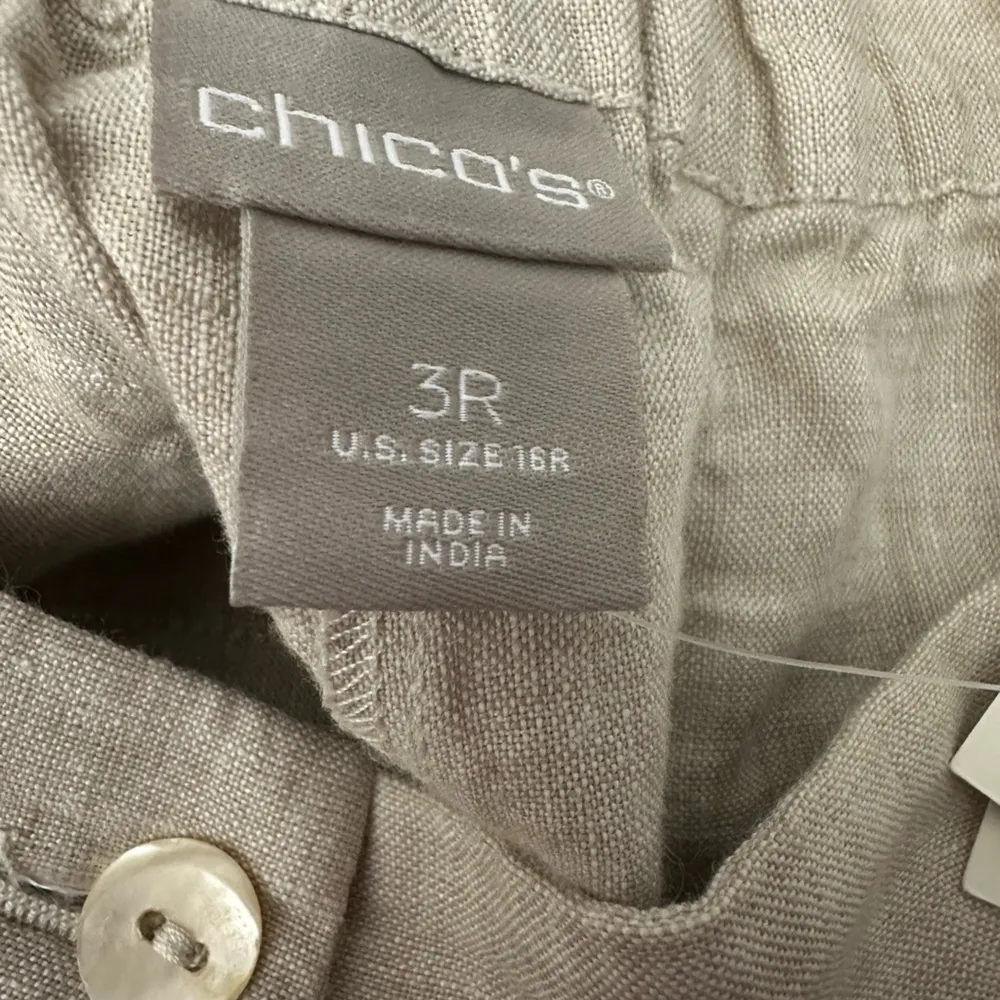 chico's®
3R
U.S. SIZE 16R
MADE IN
INDIA